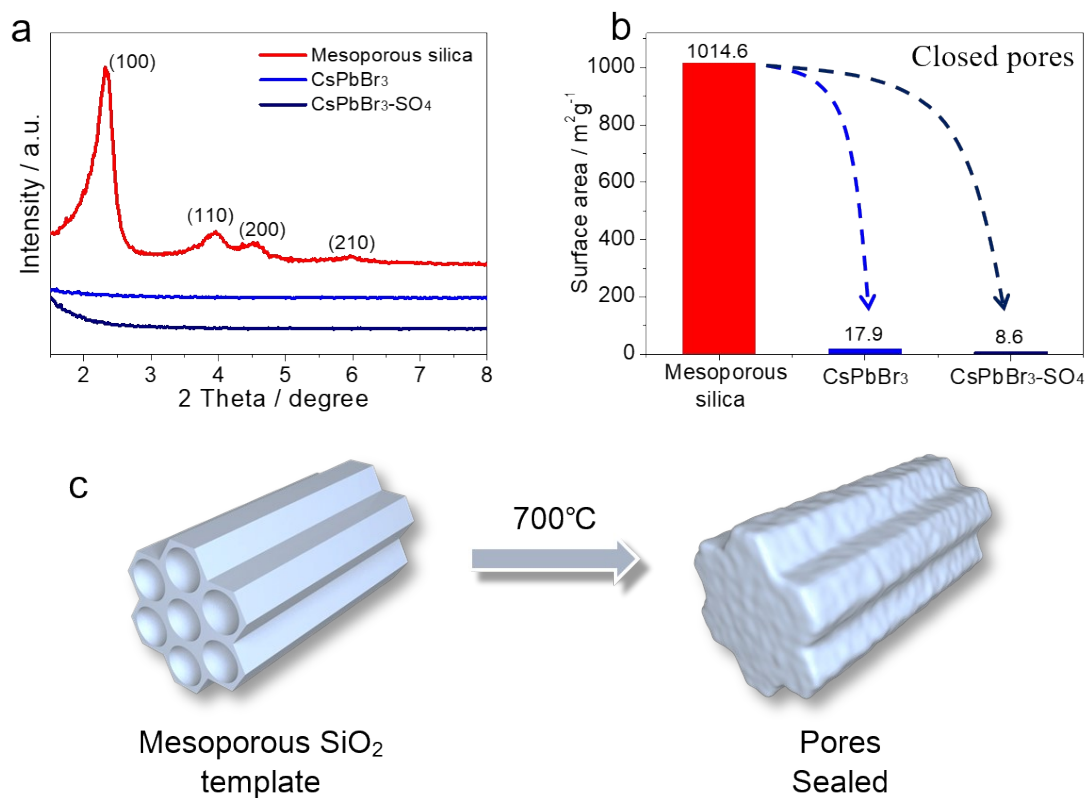 a
Intensity / a.u.
(100)
(110)
(200)
(210)
Mesoporous silica
CsPbBr₃
CsPbBr₃-SO₄
2 3 4 5 6 7 8
2 Theta / degree
b
Surface area / m²g⁻¹
1000
800
600
400
200
0
1014.6
Closed pores
17.9
8.6
Mesoporous
silica
CsPbBr₃
CsPbBr₃-SO₄
c
700℃
Mesoporous SiO₂
template
Pores
Sealed